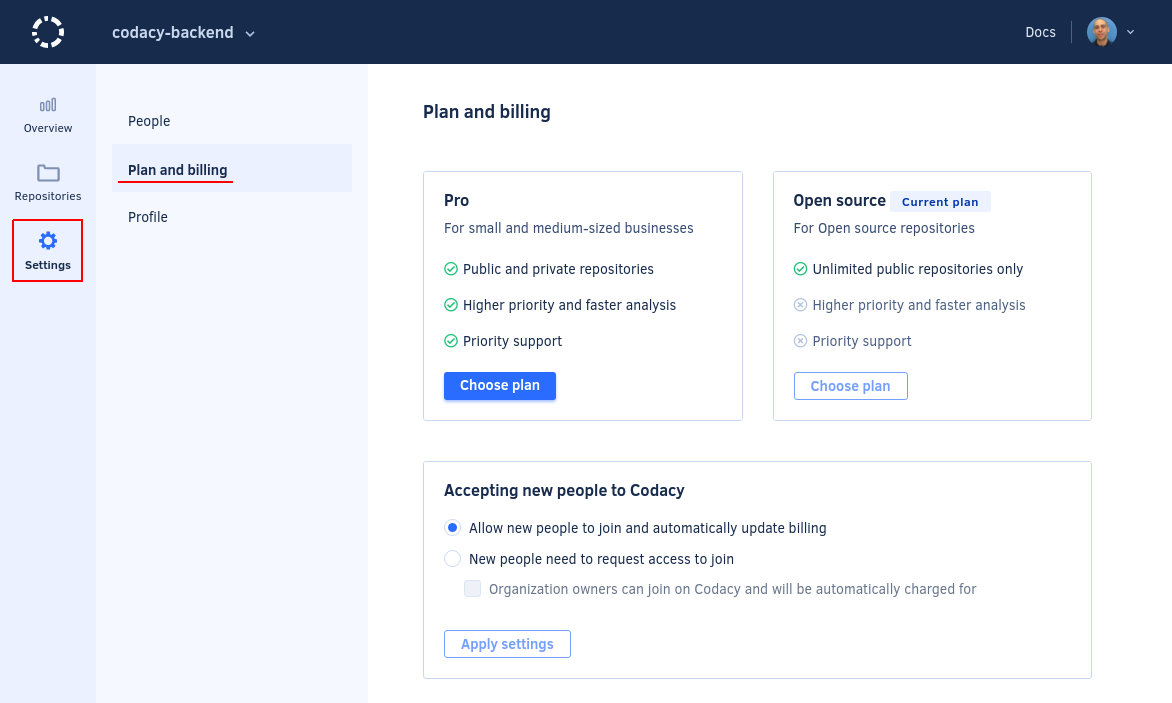 codacy-backend
Docs
Overview
Repositories
Settings
People
Plan and billing
Profile
Plan and billing
Pro
For small and medium-sized businesses
Public and private repositories
Higher priority and faster analysis
Priority support
Choose plan
Open source Current plan
For Open source repositories
Unlimited public repositories only
Higher priority and faster analysis
Priority support
Choose plan
Accepting new people to Codacy
Allow new people to join and automatically update billing
New people need to request access to join
Organization owners can join on Codacy and will be automatically charged for
Apply settings